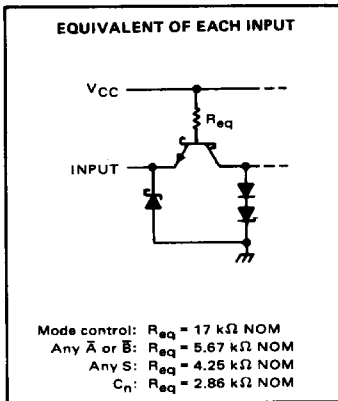 EQUIVALENT OF EACH INPUT
VCC
Req
INPUT
Mode control: Req = 17 kΩ NOM
Any A̅ or B̅: Req = 5.67 kΩ NOM
Any S: Req = 4.25 kΩ NOM
Cn: Req = 2.86 kΩ NOM